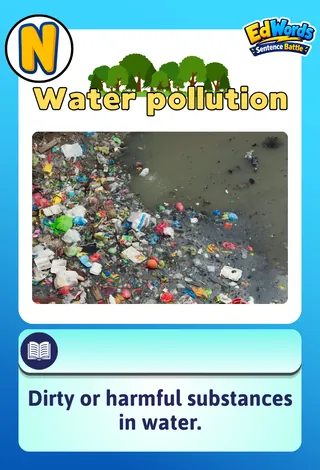 N
EdWords
Sentence Battle
Water pollution
Dirty or harmful substances
in water.